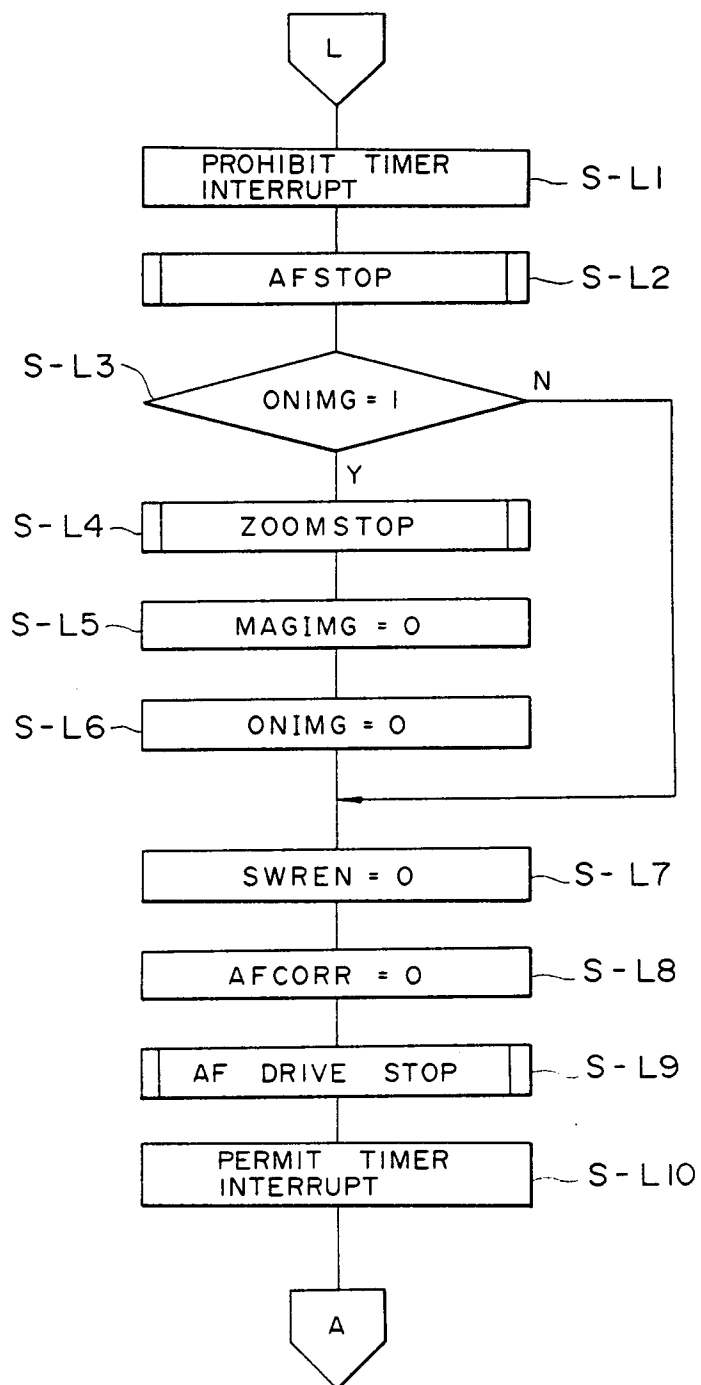 L
PROHIBIT TIMER
INTERRUPT
S-L1
AFSTOP
S-L2
S-L3
ONIMG = 1
N
Y
S-L4
ZOOMSTOP
S-L5
MAGIMG = 0
S-L6
ONIMG = 0
SWREN = 0
S-L7
AFCORR = 0
S-L8
AF DRIVE STOP
S-L9
PERMIT TIMER
INTERRUPT
S-L10
A